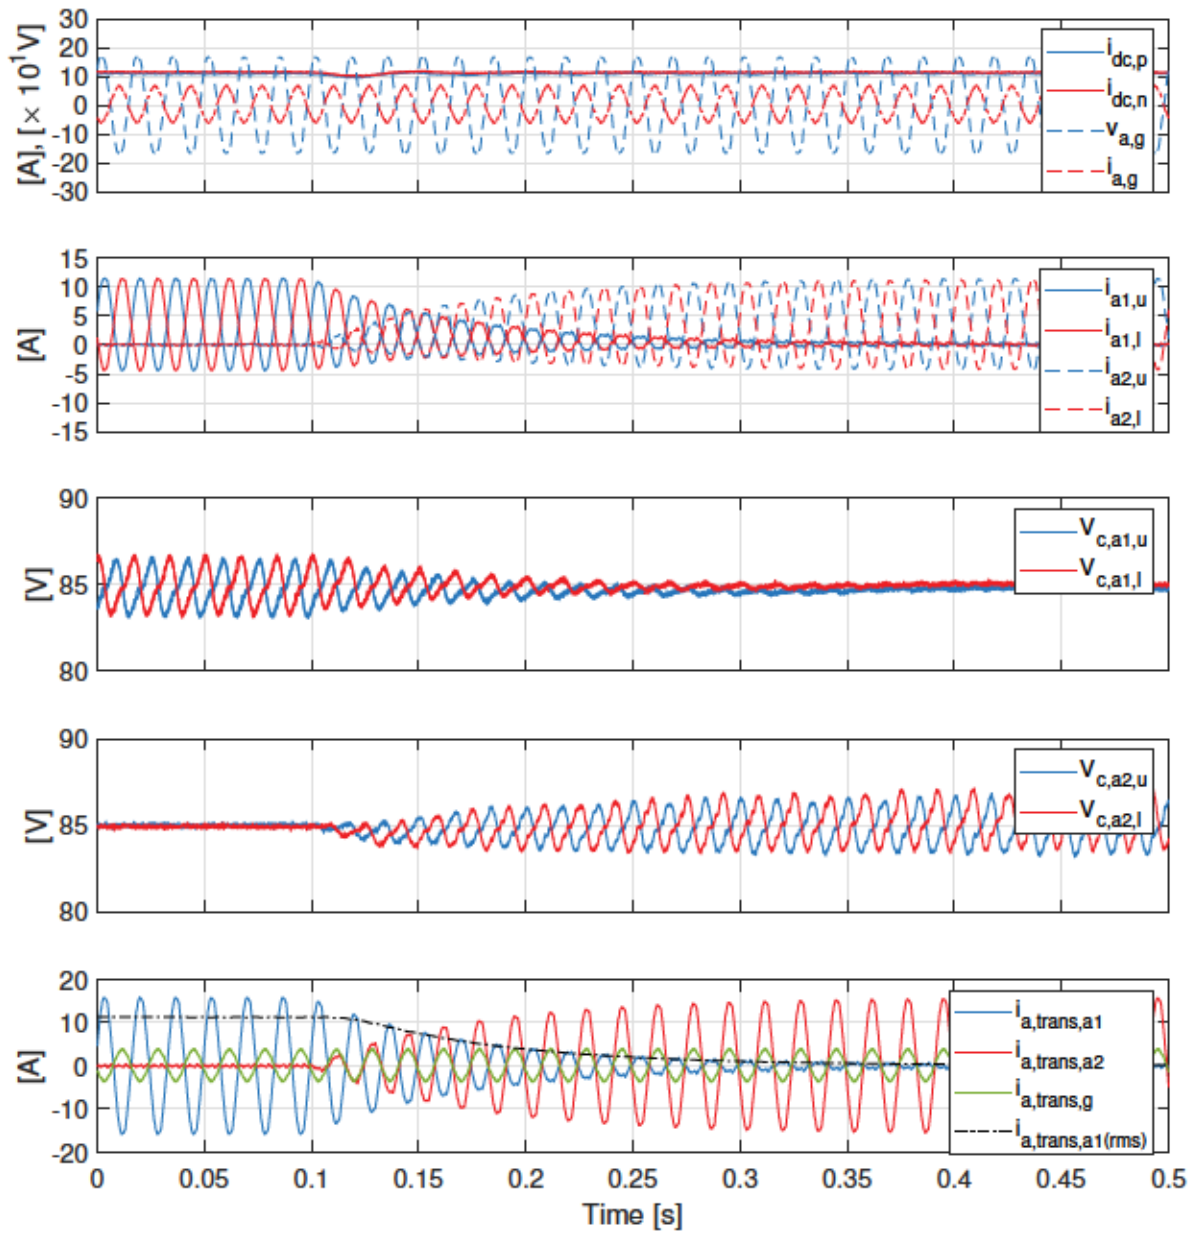 30
20
10
0
-10
-20
-30
[A], [× 10^1V]
i_dc,p
i_dc,n
v_a,g
i_a,g
15
10
5
0
-5
-10
-15
[A]
i_a1,u
i_a1,l
i_a2,u
i_a2,l
90
85
80
[V]
V_c,a1,u
V_c,a1,l
90
85
80
[V]
V_c,a2,u
V_c,a2,l
20
10
0
-10
-20
[A]
i_a,trans,a1
i_a,trans,a2
i_a,trans,g
i_a,trans,a1(rms)
0 0.05 0.1 0.15 0.2 0.25 0.3 0.35 0.4 0.45 0.5
Time [s]